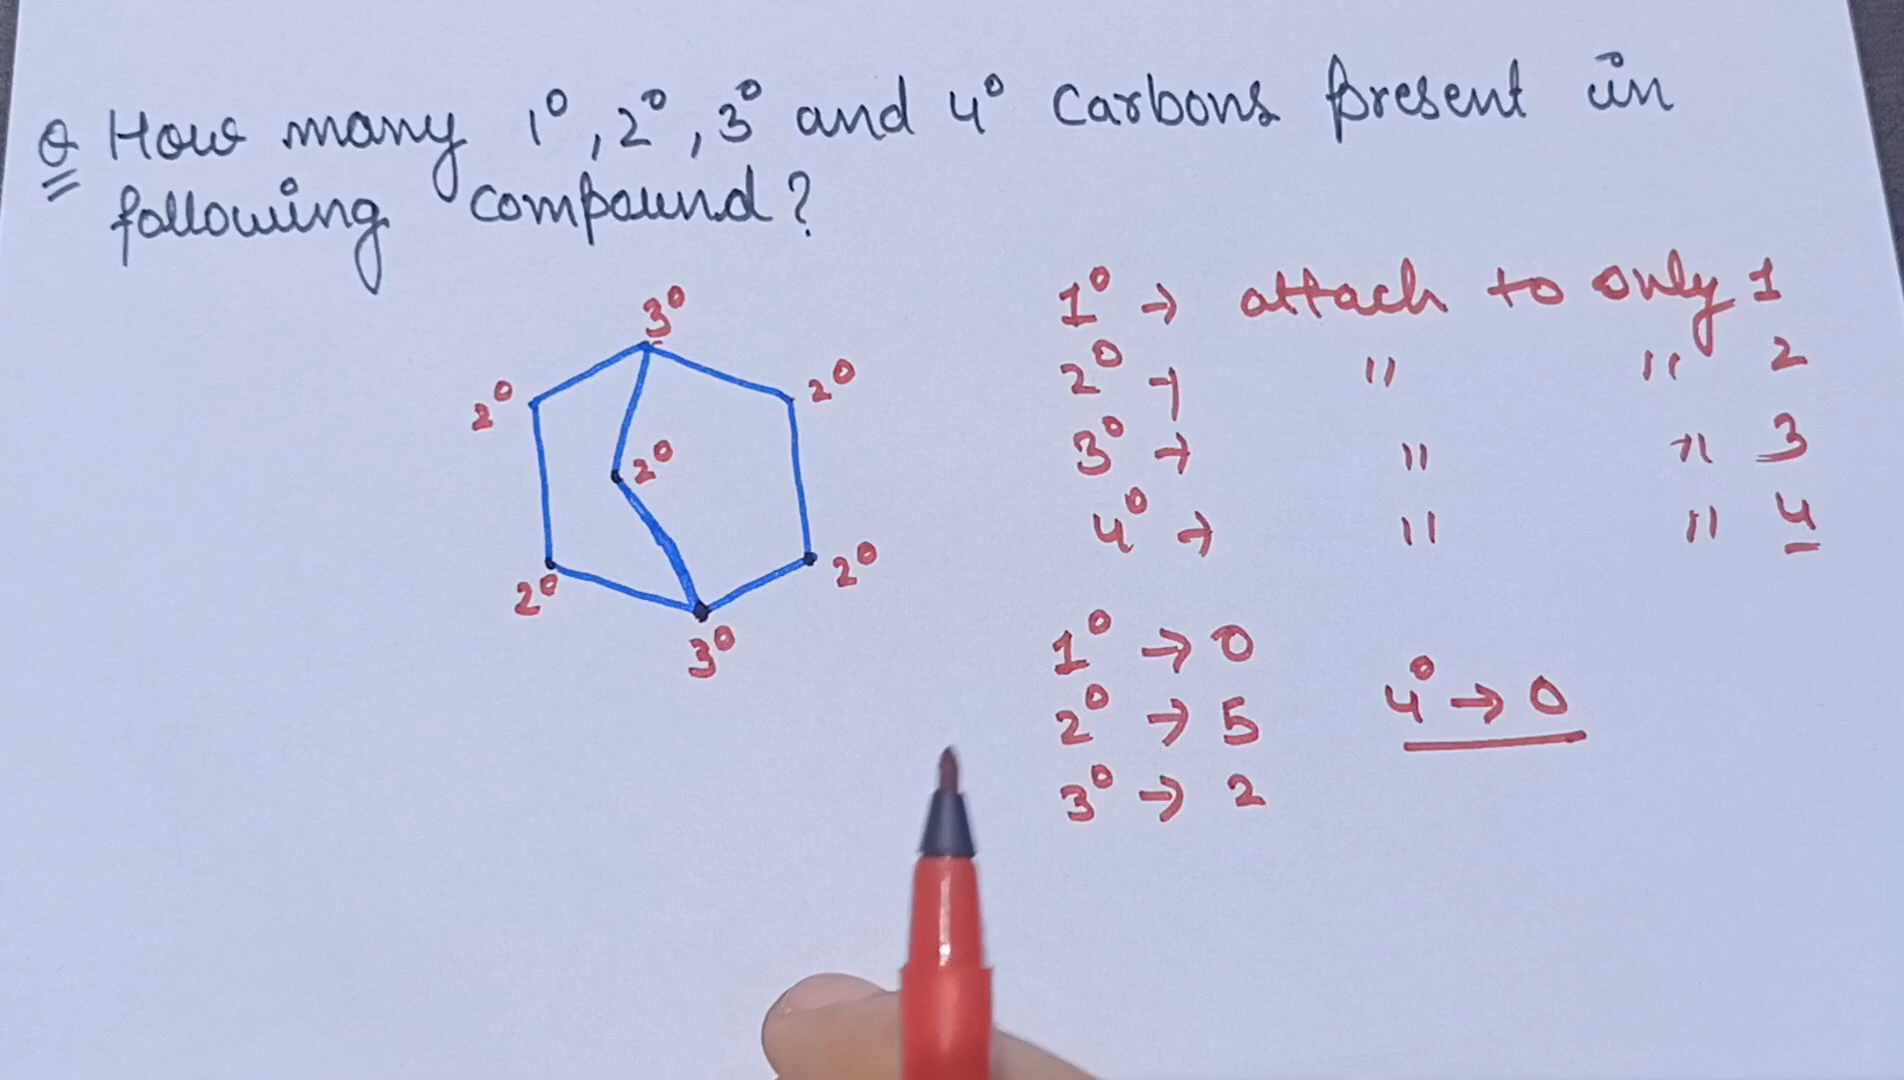 Q How many 1°, 2°, 3° and 4° carbons present in
following compound?
3°
2°
2°
2°
2°
2°
3°
1° → attach to only 1
2° → " " 2
3° → " " 3
4° → " " 4
1° → 0
2° → 5
3° → 2
4° → 0